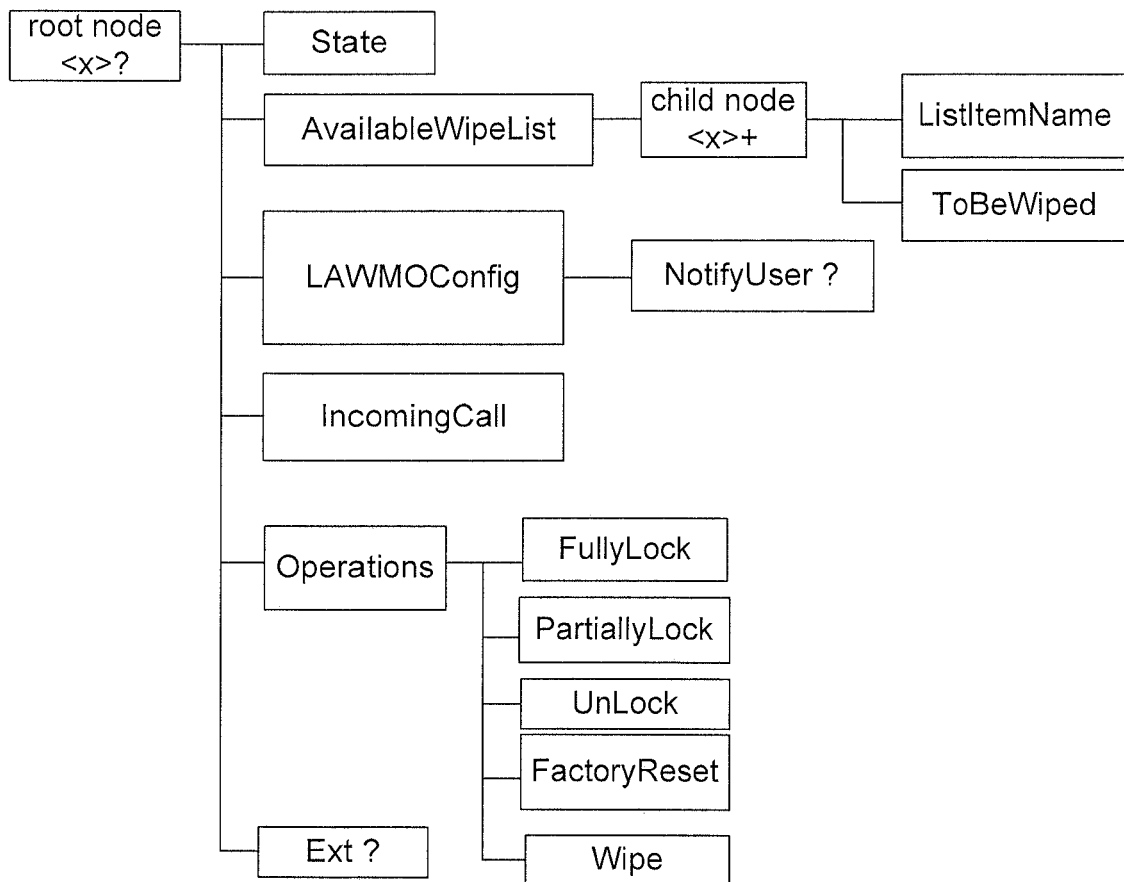 root node
<x>?
State
AvailableWipeList
child node
<x>+
ListItemName
ToBeWiped
LAWMOConfig
NotifyUser ?
IncomingCall
Operations
FullyLock
PartiallyLock
UnLock
FactoryReset
Wipe
Ext ?